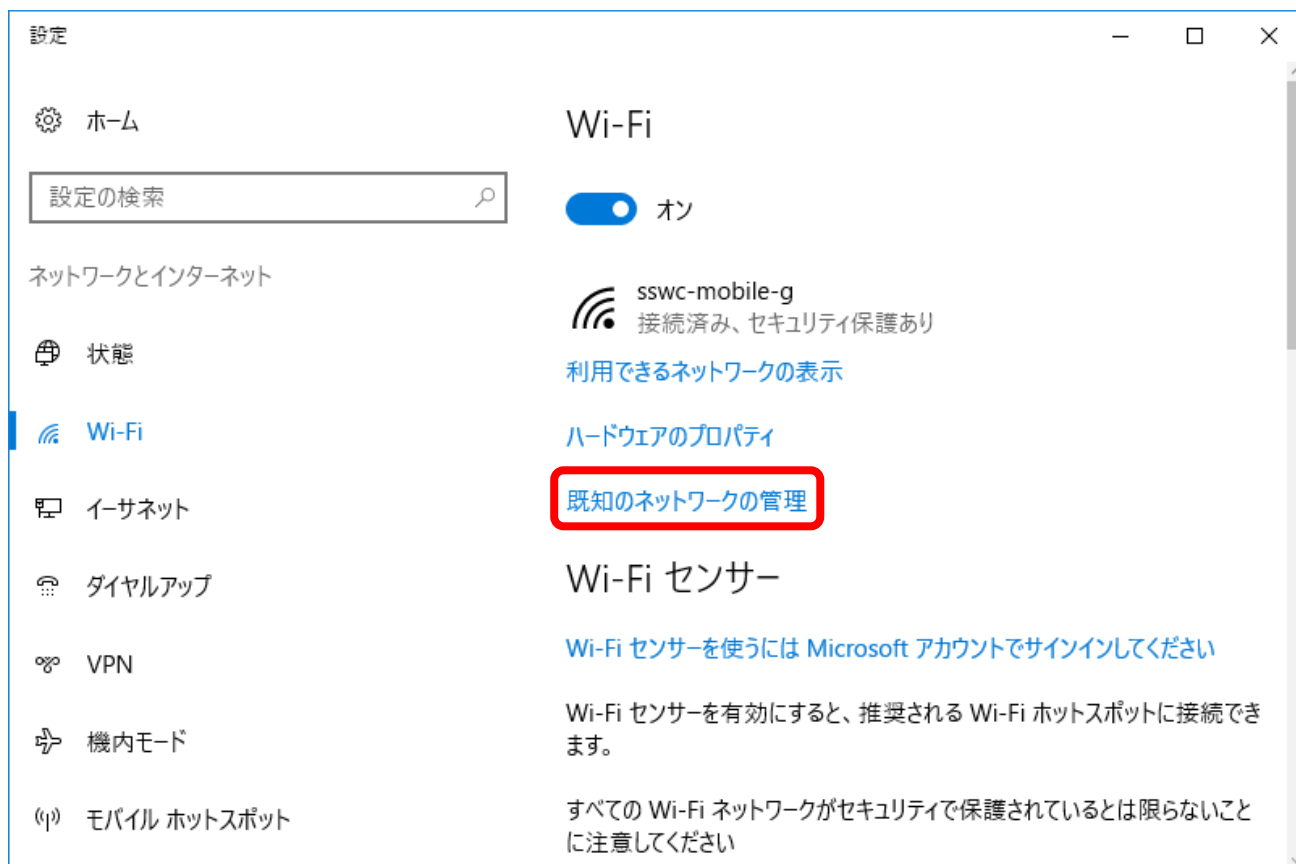 設定
ホーム
設定の検索
ネットワークとインターネット
状態
Wi-Fi
イーサネット
ダイヤルアップ
VPN
機内モード
モバイル ホットスポット
Wi-Fi
オン
sswc-mobile-g
接続済み、セキュリティ保護あり
利用できるネットワークの表示
ハードウェアのプロパティ
既知のネットワークの管理
Wi-Fi センサー
Wi-Fi センサーを使うには Microsoft アカウントでサインインしてください
Wi-Fi センサーを有効にすると、推奨される Wi-Fi ホットスポットに接続でき
ます。
すべての Wi-Fi ネットワークがセキュリティで保護されているとは限らないこと
に注意してください